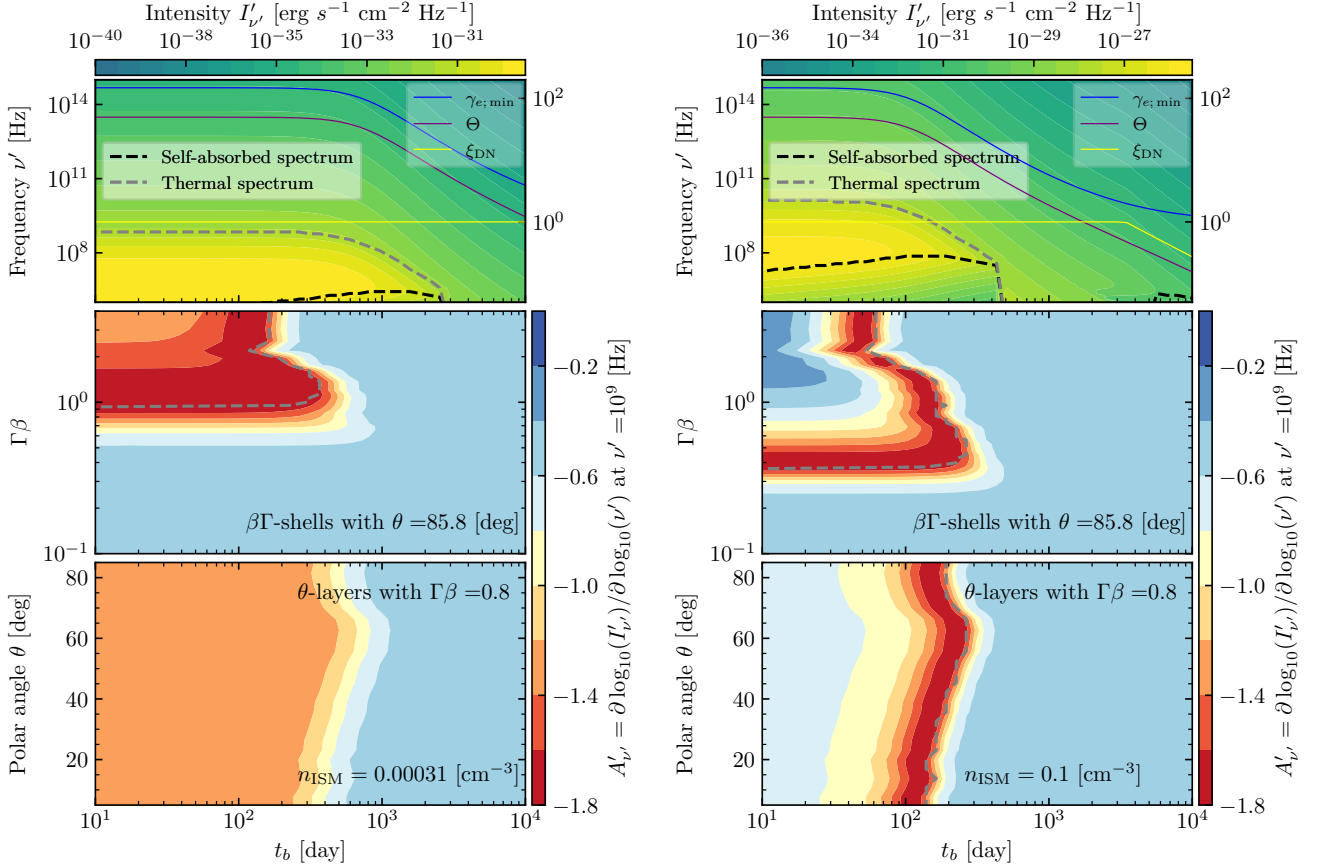 Intensity I′ν′ [erg s⁻¹ cm⁻² Hz⁻¹]
10⁻⁴⁰ 10⁻³⁸ 10⁻³⁵ 10⁻³³ 10⁻³¹
Frequency ν′ [Hz]
10¹⁴
10¹¹
10⁸
γe; min
Θ
ξDN
10²
10⁰
Self-absorbed spectrum
Thermal spectrum
Γβ
10⁰
10⁻¹
βΓ-shells with θ =85.8 [deg]
Polar angle θ [deg]
80
60
40
20
θ-layers with Γβ =0.8
nISM = 0.00031 [cm⁻³]
10¹ 10² 10³ 10⁴
tb [day]
−0.2
−0.6
−1.0
−1.4
−1.8
A′ν′ = ∂ log₁₀(I′ν′)/∂ log₁₀(ν′) at ν′ =10⁹ [Hz]
Intensity I′ν′ [erg s⁻¹ cm⁻² Hz⁻¹]
10⁻³⁶ 10⁻³⁴ 10⁻³¹ 10⁻²⁹ 10⁻²⁷
Frequency ν′ [Hz]
10¹⁴
10¹¹
10⁸
γe; min
Θ
ξDN
10²
10⁰
Self-absorbed spectrum
Thermal spectrum
Γβ
10⁰
10⁻¹
βΓ-shells with θ =85.8 [deg]
Polar angle θ [deg]
80
60
40
20
θ-layers with Γβ =0.8
nISM = 0.1 [cm⁻³]
10¹ 10² 10³ 10⁴
tb [day]
−0.2
−0.6
−1.0
−1.4
−1.8
A′ν′ = ∂ log₁₀(I′ν′)/∂ log₁₀(ν′) at ν′ =10⁹ [Hz]